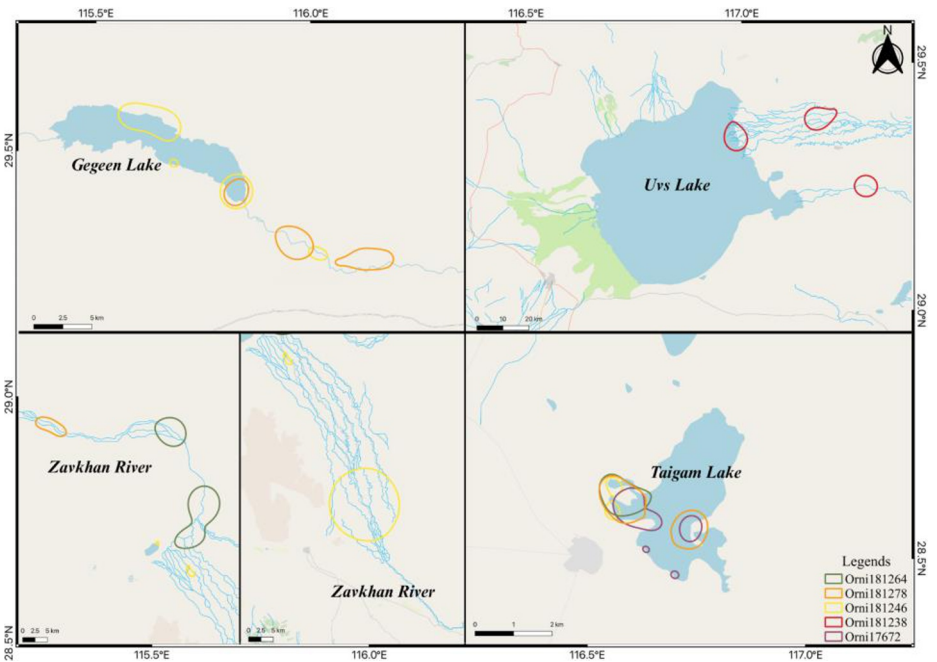 115.5°E
116.0°E
116.5°E
117.0°E
N
29.5°N
29.5°N
Gegeen Lake
Uvs Lake
0 2.5 5 km
0 10 20 km
29.0°N
29.0°N
Zavkhan River
Zavkhan River
Taigam Lake
28.5°N
Legends
Orni181264
Orni181278
Orni181246
Orni181238
Orni17672
0 2.5 5 km
0 2.5 5 km
0 1 2 km
28.5°N
115.5°E
116.0°E
116.5°E
117.0°E